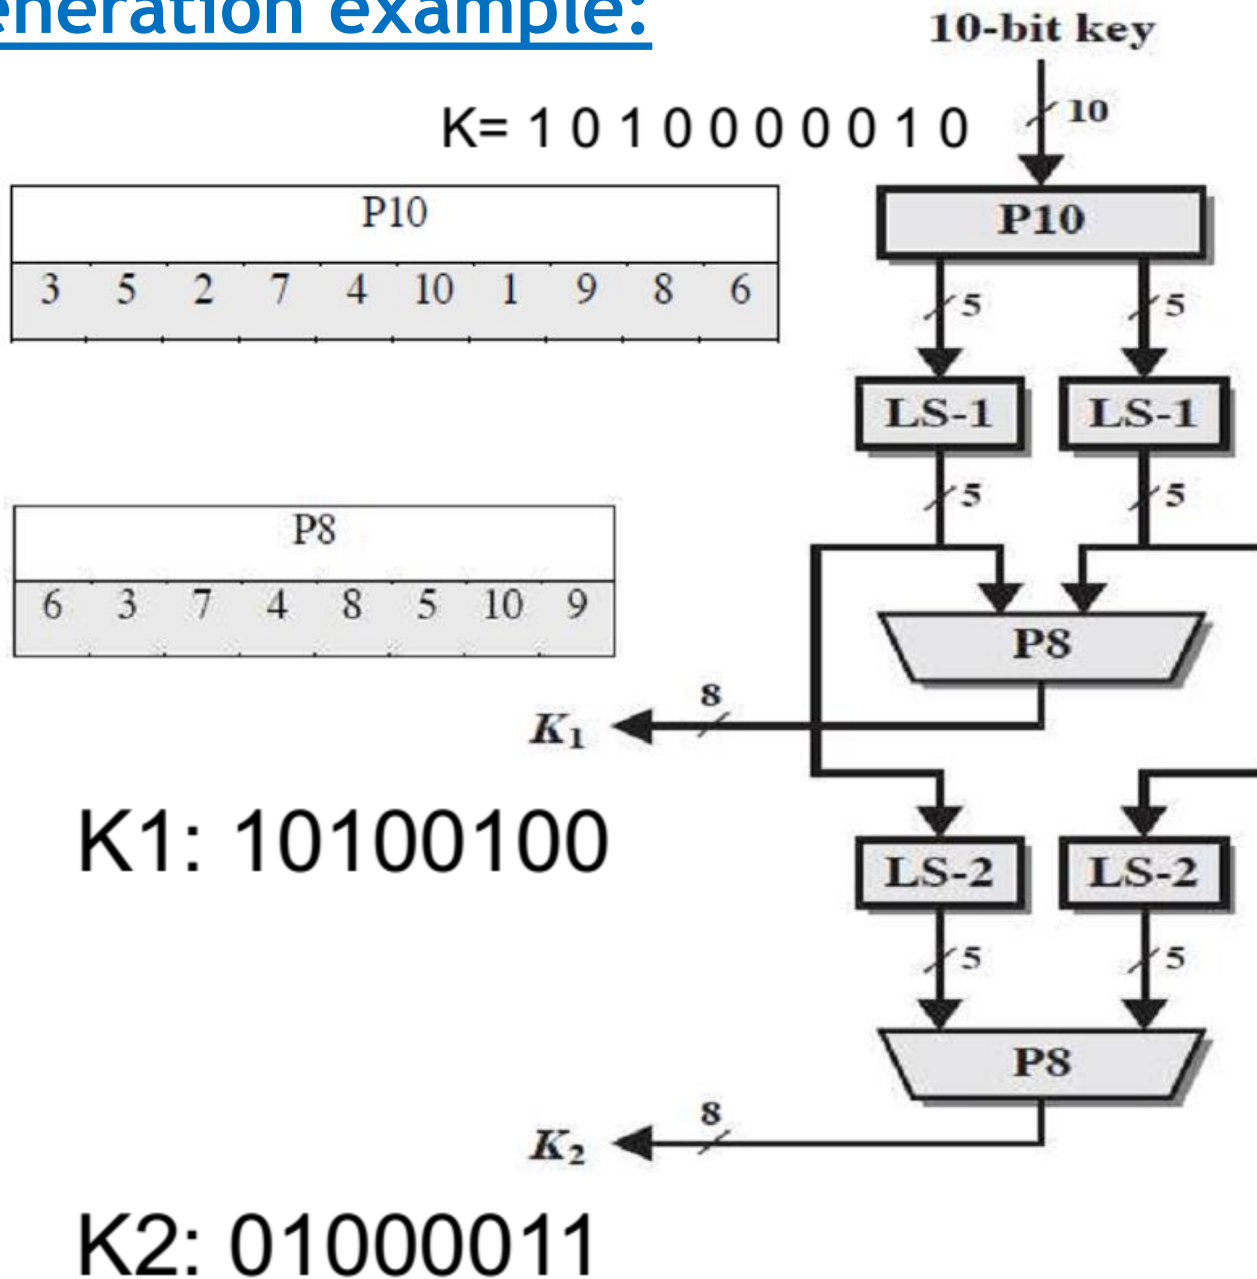 eneration example:
10-bit key
K= 1 0 1 0 0 0 0 0 1 0
10
P10
3 5 2 7 4 10 1 9 8 6
P10
5 5
LS-1 LS-1
5 5
P8
6 3 7 4 8 5 10 9
P8
8
K1
K1: 10100100
LS-2 LS-2
5 5
P8
8
K2
K2: 01000011